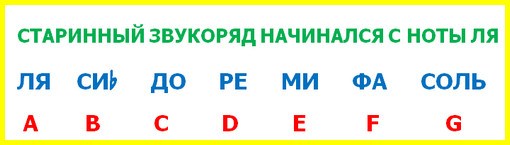 СТАРИННЫЙ ЗВУКОРЯД НАЧИНАЛСЯ С НОТЫ ЛЯ
ЛЯ СИ♭ ДО РЕ МИ ФА СОЛЬ
A B C D E F G